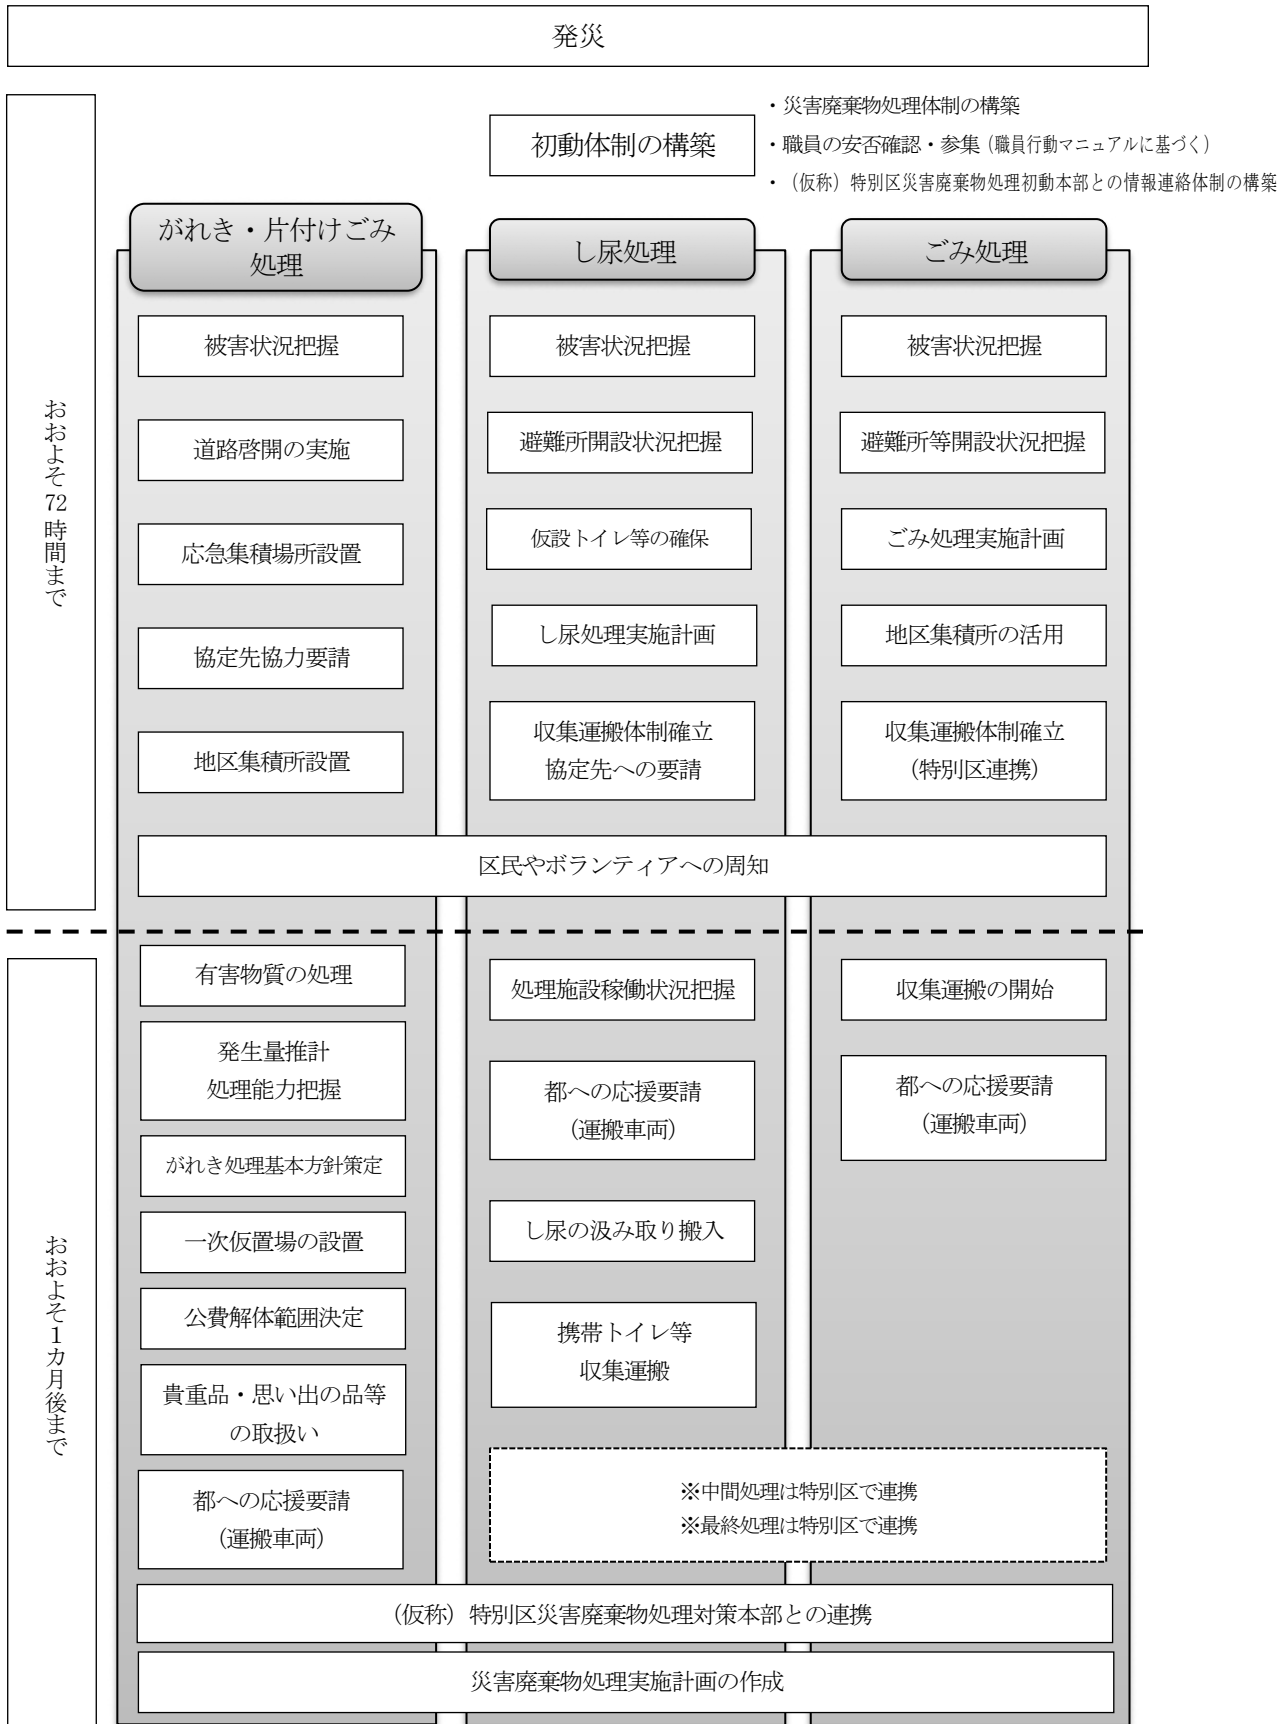 発災
初動体制の構築
・災害廃棄物処理体制の構築
・職員の安否確認・参集（職員行動マニュアルに基づく）
・（仮称）特別区災害廃棄物処理初動本部との情報連絡体制の構築
おおよそ72時間まで
がれき・片付けごみ
処理
被害状況把握
道路啓開の実施
応急集積場所設置
協定先協力要請
地区集積所設置
し尿処理
被害状況把握
避難所開設状況把握
仮設トイレ等の確保
し尿処理実施計画
収集運搬体制確立
協定先への要請
ごみ処理
被害状況把握
避難所等開設状況把握
ごみ処理実施計画
地区集積所の活用
収集運搬体制確立
（特別区連携）
区民やボランティアへの周知
おおよそ1カ月後まで
有害物質の処理
発生量推計
処理能力把握
がれき処理基本方針策定
一次仮置場の設置
公費解体範囲決定
貴重品・思い出の品等
の取扱い
都への応援要請
（運搬車両）
処理施設稼働状況把握
都への応援要請
（運搬車両）
し尿の汲み取り搬入
携帯トイレ等
収集運搬
収集運搬の開始
都への応援要請
（運搬車両）
※中間処理は特別区で連携
※最終処理は特別区で連携
（仮称）特別区災害廃棄物処理対策本部との連携
災害廃棄物処理実施計画の作成